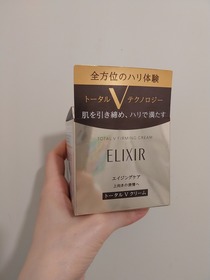 全方位のハリ体験
トータル V テクノロジー
肌を引き締め、ハリで満たす
TOTAL V FIRMING CREAM
ELIXIR
エイジングケア
トータル V クリーム